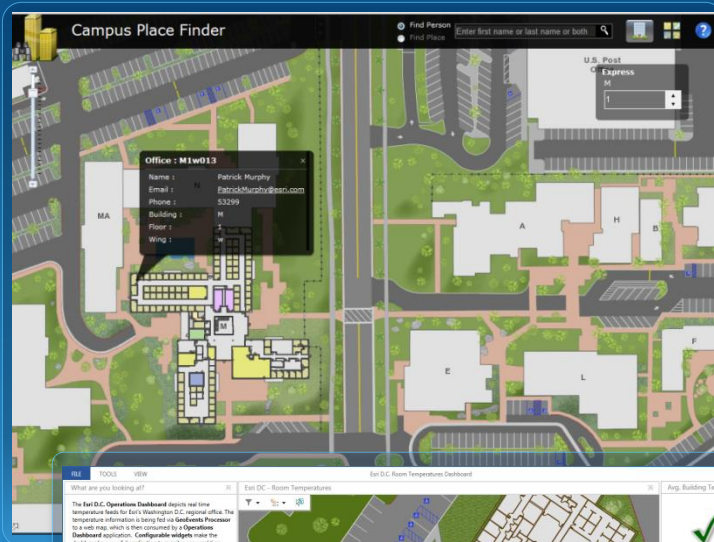 Campus Place Finder
Find Person
Find Place
Enter first name or last name or both
?
U.S. Post
Express
M
1
Office : M1w013
Name : Patrick Murphy
Email : PatrickMurphy@esri.com
Phone : 53299
Building : M
Floor : 1
Wing : w
MA
N
M
A
H
B
E
L
F
FILE TOOLS VIEW
Esri D.C. Room Temperatures Dashboard
What are you looking at?
Esri DC - Room Temperatures
Avg. Building Te
The Esri D.C. Operations Dashboard depicts real time
temperature feeds for Esri's Washington D.C. regional office. The
temperature information is being fed via GeoEvents Processor
to a web map, which is then consumed by a Operations
Dashboard application. Configurable widgets make the